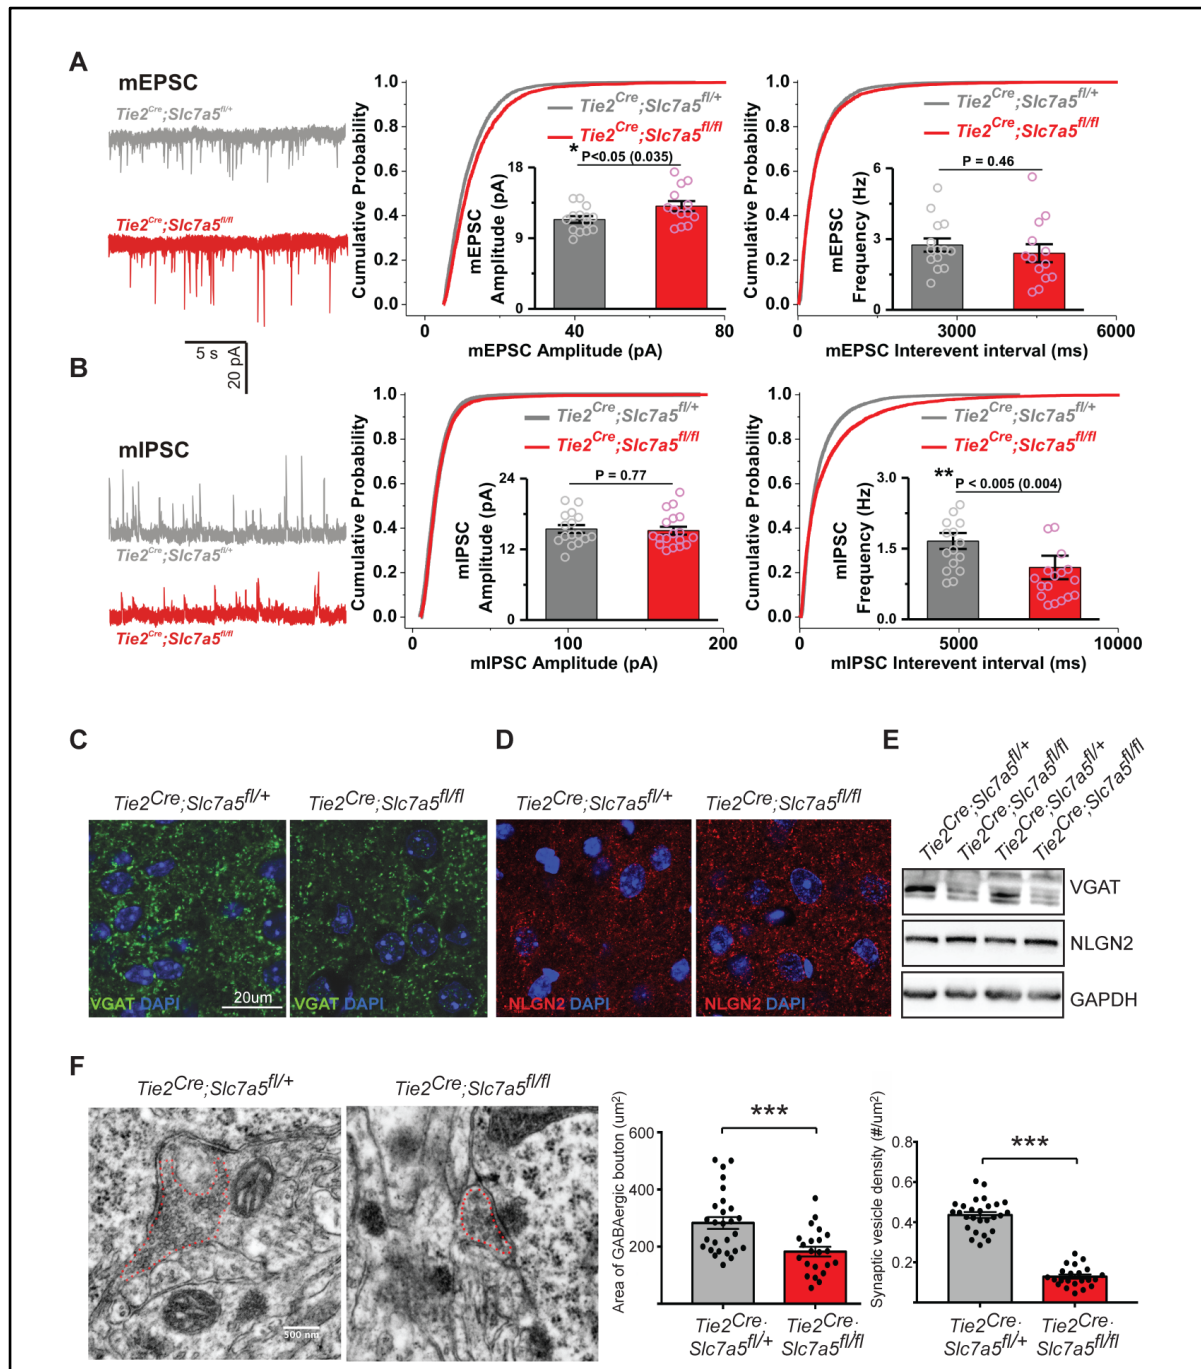 A
mEPSC
Tie2Cre;Slc7a5fl/+
Tie2Cre;Slc7a5fl/fl
5 s
20 pA
Cumulative Probability
1.0
0.8
0.6
0.4
0.2
0.0
0
40
80
mEPSC Amplitude (pA)
Tie2Cre;Slc7a5fl/+
Tie2Cre;Slc7a5fl/fl
mEPSC
Amplitude (pA)
18
9
0
*
P<0.05 (0.035)
Cumulative Probability
1.0
0.8
0.6
0.4
0.2
0.0
0
3000
6000
mEPSC Interevent interval (ms)
Tie2Cre;Slc7a5fl/+
Tie2Cre;Slc7a5fl/fl
mEPSC
Frequency (Hz)
6
3
0
P = 0.46
B
mIPSC
Tie2Cre;Slc7a5fl/+
Tie2Cre;Slc7a5fl/fl
Cumulative Probability
1.0
0.8
0.6
0.4
0.2
0.0
0
100
200
mIPSC Amplitude (pA)
Tie2Cre;Slc7a5fl/+
Tie2Cre;Slc7a5fl/fl
mIPSC
Amplitude (pA)
24
12
0
P = 0.77
Cumulative Probability
1.0
0.8
0.6
0.4
0.2
0.0
0
5000
10000
mIPSC Interevent interval (ms)
Tie2Cre;Slc7a5fl/+
Tie2Cre;Slc7a5fl/fl
mIPSC
Frequency (Hz)
3.0
1.5
0
**
P < 0.005 (0.004)
C
Tie2Cre;Slc7a5fl/+
Tie2Cre;Slc7a5fl/fl
VGAT DAPI
20um
VGAT DAPI
D
Tie2Cre;Slc7a5fl/+
Tie2Cre;Slc7a5fl/fl
NLGN2 DAPI
NLGN2 DAPI
E
Tie2Cre;Slc7a5fl/+
Tie2Cre;Slc7a5fl/fl
Tie2Cre;Slc7a5fl/+
Tie2Cre;Slc7a5fl/fl
VGAT
NLGN2
GAPDH
F
Tie2Cre;Slc7a5fl/+
Tie2Cre;Slc7a5fl/fl
500 nm
Area of GABAergic bouton (um2)
600
400
200
***
Tie2Cre;
Slc7a5fl/+
Tie2Cre;
Slc7a5fl/fl
Synaptic vesicle density (#/um2)
0.8
0.6
0.4
0.2
***
Tie2Cre;
Slc7a5fl/+
Tie2Cre;
Slc7a5fl/fl